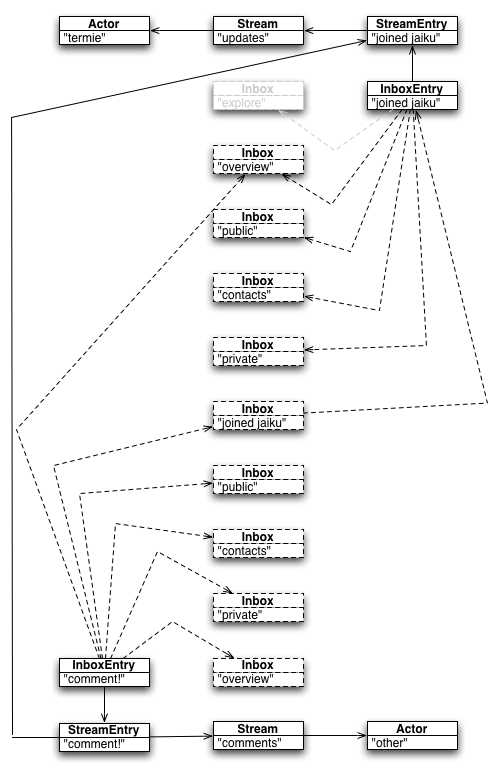 Actor
"termie"
Stream
"updates"
StreamEntry
"joined jaiku"
Inbox
"explore"
InboxEntry
"joined jaiku"
Inbox
"overview"
Inbox
"public"
Inbox
"contacts"
Inbox
"private"
Inbox
"joined jaiku"
Inbox
"public"
Inbox
"contacts"
Inbox
"private"
InboxEntry
"comment!"
Inbox
"overview"
StreamEntry
"comment!"
Stream
"comments"
Actor
"other"